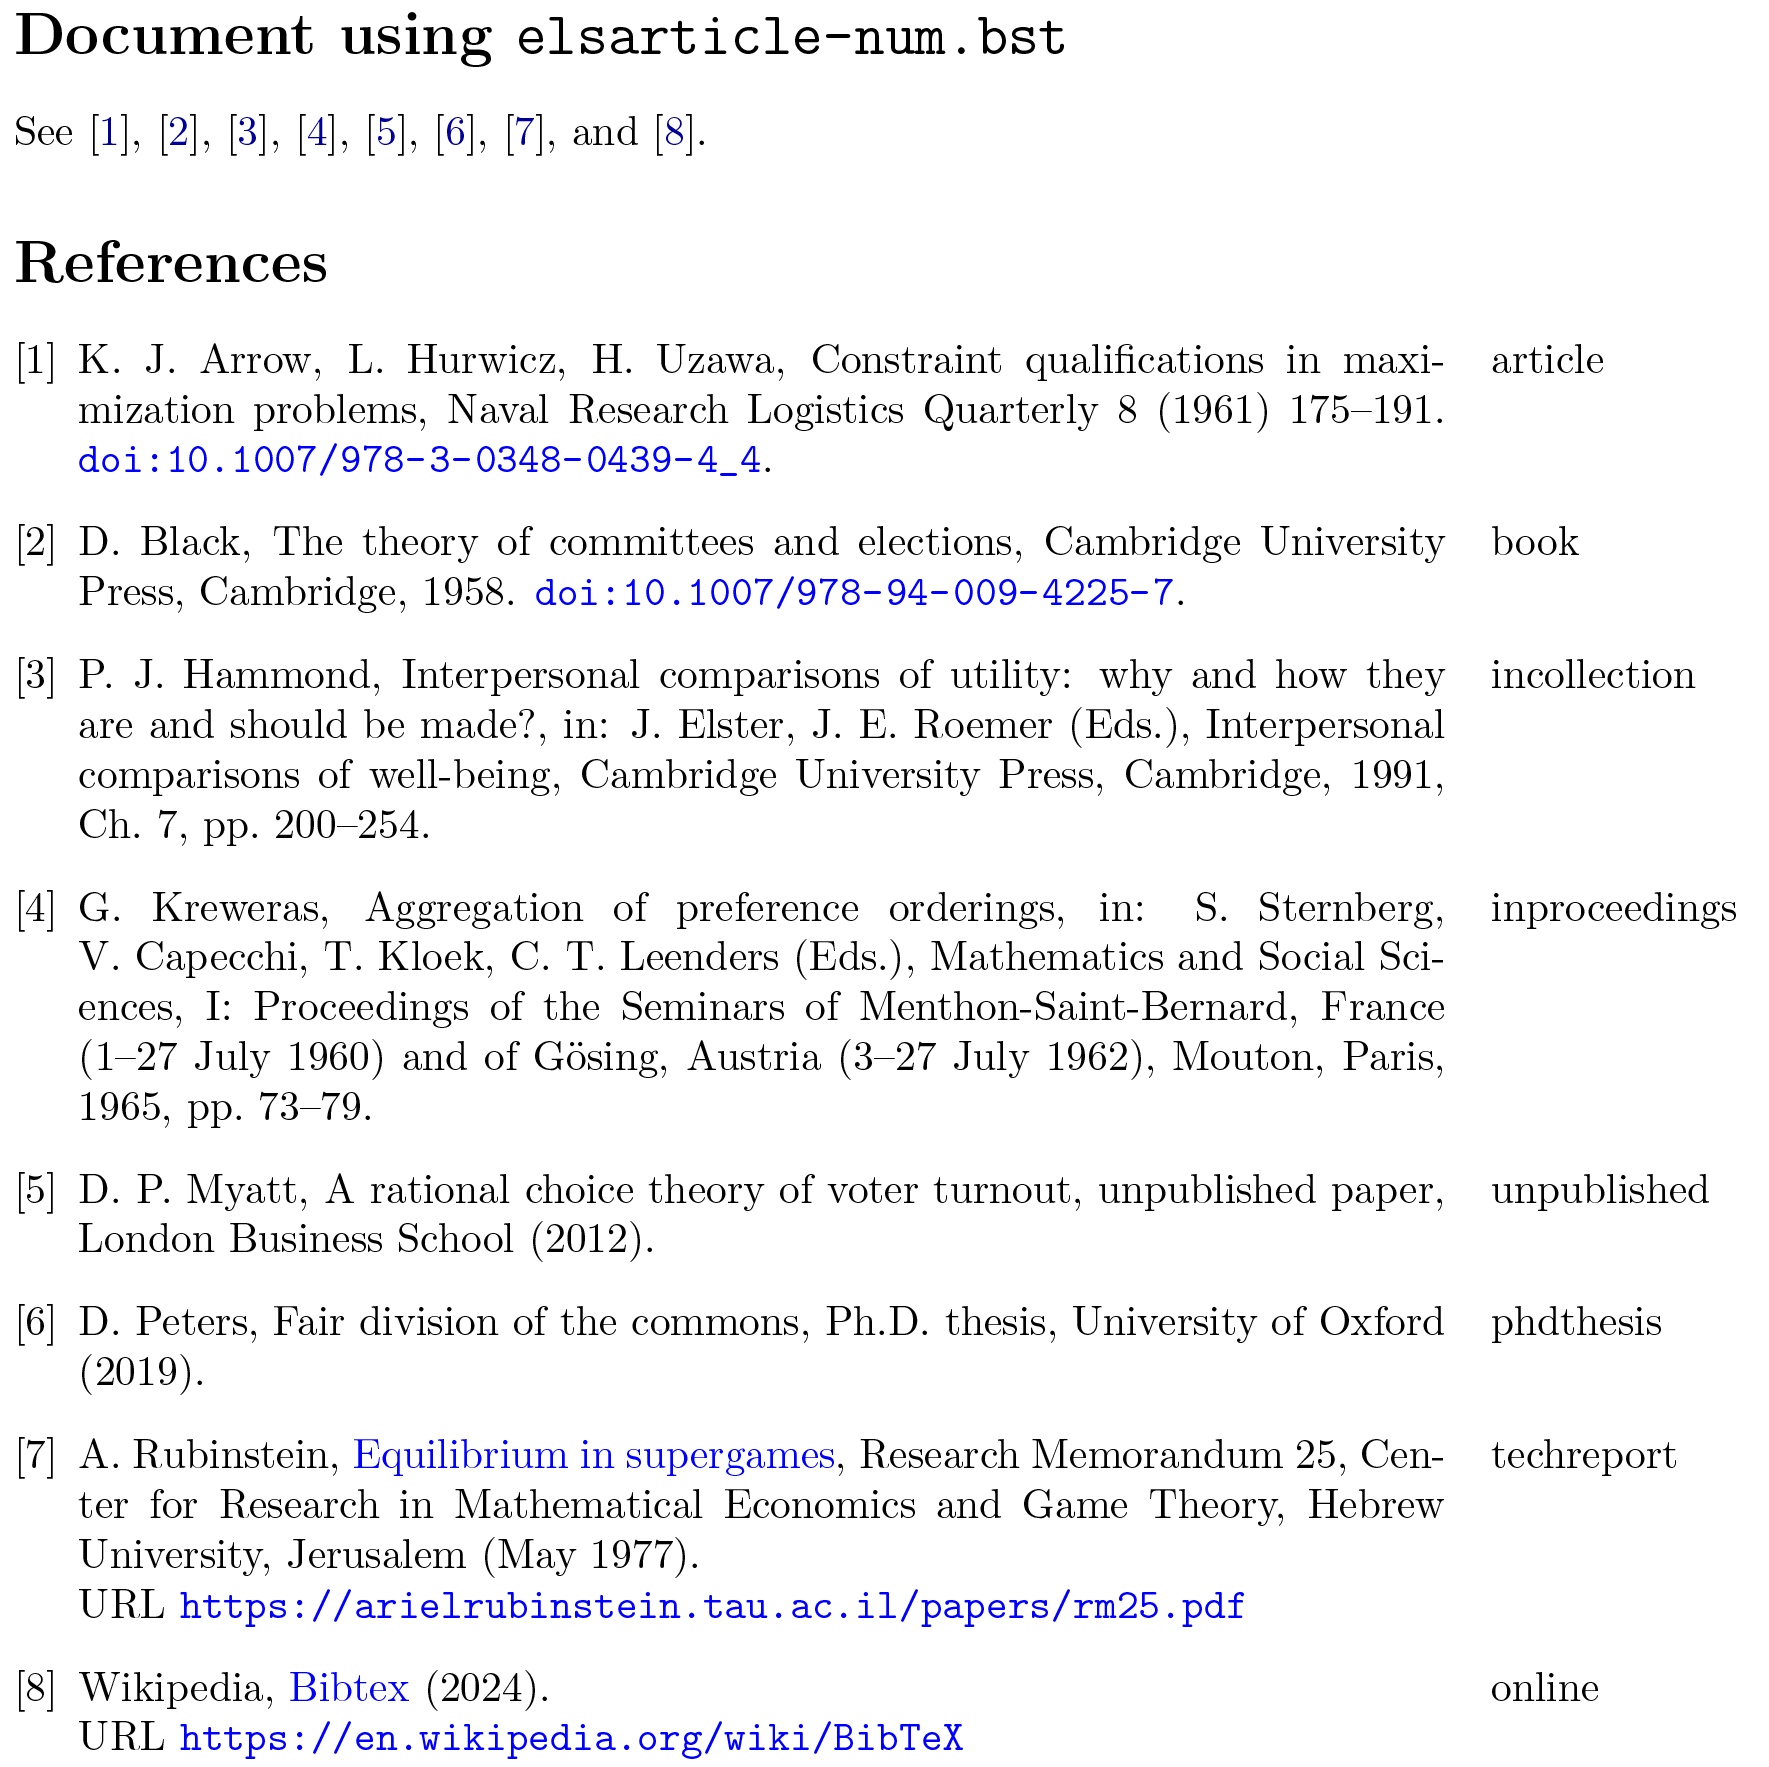 Document using elsarticle-num.bst
See [1], [2], [3], [4], [5], [6], [7], and [8].
References
[1] K. J. Arrow, L. Hurwicz, H. Uzawa, Constraint qualifications in maxi- article
mization problems, Naval Research Logistics Quarterly 8 (1961) 175–191.
doi:10.1007/978-3-0348-0439-4_4.
[2] D. Black, The theory of committees and elections, Cambridge University book
Press, Cambridge, 1958. doi:10.1007/978-94-009-4225-7.
[3] P. J. Hammond, Interpersonal comparisons of utility: why and how they incollection
are and should be made?, in: J. Elster, J. E. Roemer (Eds.), Interpersonal
comparisons of well-being, Cambridge University Press, Cambridge, 1991,
Ch. 7, pp. 200–254.
[4] G. Kreweras, Aggregation of preference orderings, in: S. Sternberg, inproceedings
V. Capecchi, T. Kloek, C. T. Leenders (Eds.), Mathematics and Social Sci-
ences, I: Proceedings of the Seminars of Menthon-Saint-Bernard, France
(1–27 July 1960) and of Gösing, Austria (3–27 July 1962), Mouton, Paris,
1965, pp. 73–79.
[5] D. P. Myatt, A rational choice theory of voter turnout, unpublished paper, unpublished
London Business School (2012).
[6] D. Peters, Fair division of the commons, Ph.D. thesis, University of Oxford phdthesis
(2019).
[7] A. Rubinstein, Equilibrium in supergames, Research Memorandum 25, Cen- techreport
ter for Research in Mathematical Economics and Game Theory, Hebrew
University, Jerusalem (May 1977).
URL https://arielrubinstein.tau.ac.il/papers/rm25.pdf
[8] Wikipedia, Bibtex (2024). online
URL https://en.wikipedia.org/wiki/BibTeX